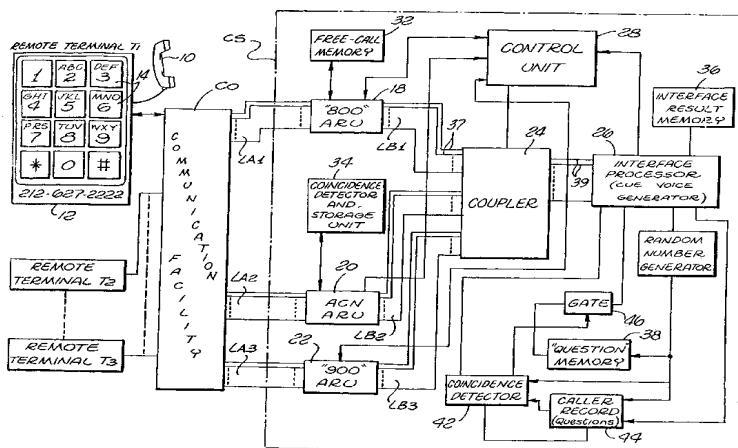 REMOTE TERMINAL T1
10
1
ABC
2
DEF
3
14
GHI
4
JKL
5
MNO
6
PRS
7
TUV
8
WXY
9
*
0
#
212-627-2222
12
REMOTE TERMINAL T2
REMOTE TERMINAL T3
CO
COMMUNICATION
FACILITY
CS
FREE-CALL MEMORY
32
"800" ARU
18
LA1
LB1
37
34
COINCIDENCE DETECTOR AND STORAGE UNIT
LA2
20
AGN ARU
LB2
LA3
22
"900" ARU
LB3
CONTROL UNIT
28
24
COUPLER
36
INTERFACE RESULT MEMORY
26
INTERFACE PROCESSOR (CUE VOICE GENERATOR)
39
RANDOM NUMBER GENERATOR
GATE
46
38
"QUESTION" MEMORY
COINCIDENCE DETECTOR
42
CALLER RECORD (Questions)
44